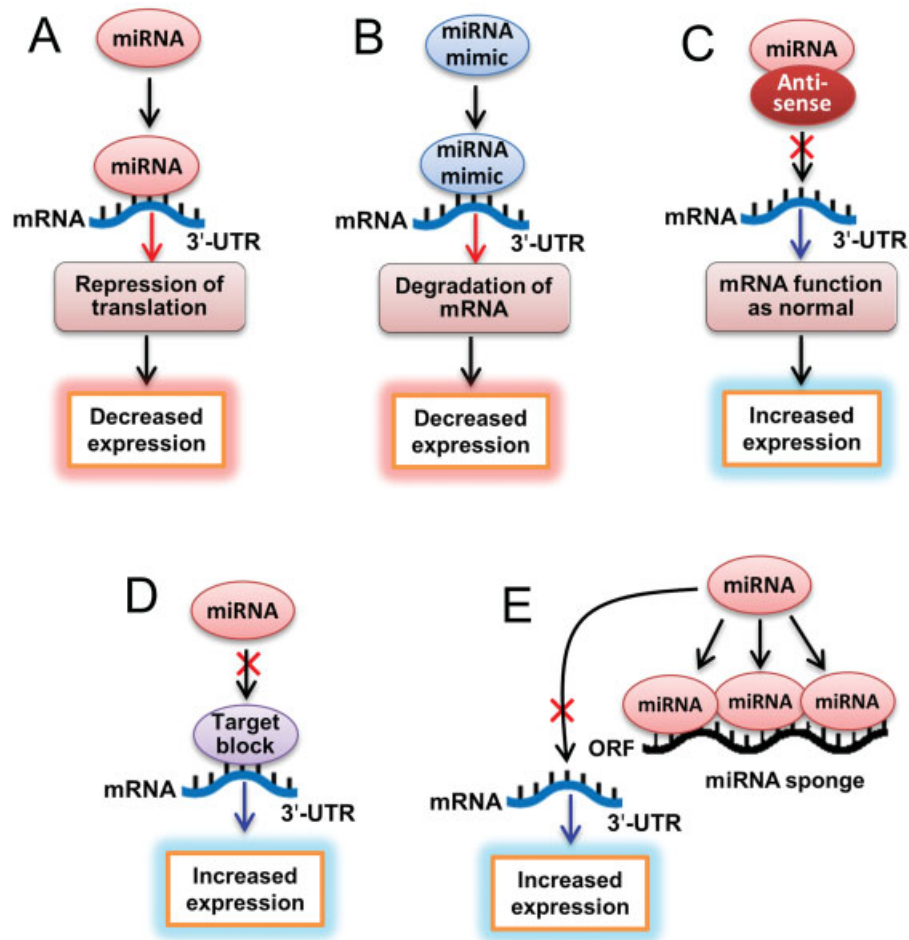 A
miRNA
miRNA
mRNA
3'-UTR
Repression of
translation
Decreased
expression
B
miRNA
mimic
miRNA
mimic
mRNA
3'-UTR
Degradation of
mRNA
Decreased
expression
C
miRNA
Anti-
sense
mRNA
3'-UTR
mRNA function
as normal
Increased
expression
D
miRNA
Target
block
mRNA
3'-UTR
Increased
expression
E
miRNA
miRNA
miRNA
miRNA
ORF
miRNA sponge
mRNA
3'-UTR
Increased
expression